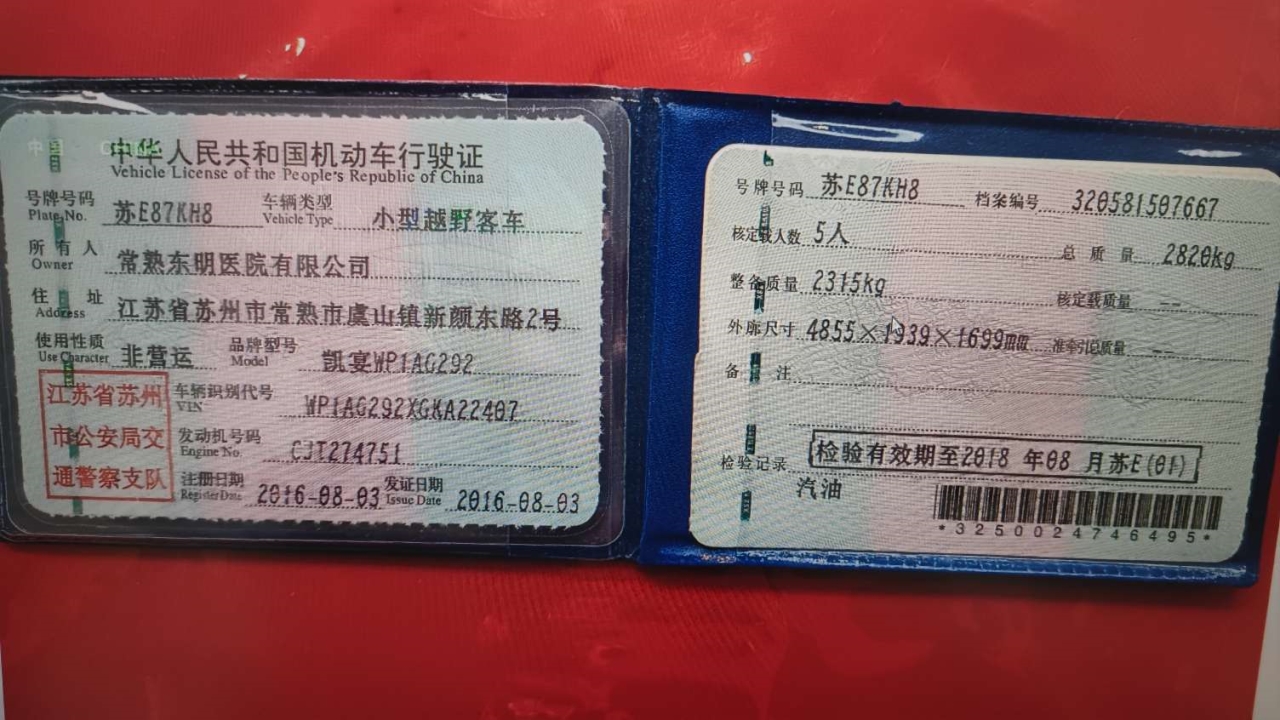 中华人民共和国机动车行驶证
Vehicle License of the People's Republic of China
号牌号码 苏E87KH8 车辆类型 小型越野客车
Plate No. Vehicle Type
所有人 常熟东明医院有限公司
Owner
住址 江苏省苏州市常熟市虞山镇新颜东路2号
Address
使用性质 非营运 品牌型号 凯宴WP1AG292
Use Character Model
江苏省苏州
市公安局交
通警察支队
车辆识别代号 WP1AG292XGKA22407
VIN
发动机号码 CJT274751
Engine No.
注册日期 2016-08-03 发证日期 2016-08-03
Register Date Issue Date
号牌号码 苏E87KH8 档案编号 320581507667
核定载人数 5人 总质量 2820kg
整备质量 2315kg 核定载质量 --
外廓尺寸 4855×1939×1699mm 准牵引总质量 --
备注
检验记录 检验有效期至2018 年08 月苏E(01)
汽油
*3250024746495*